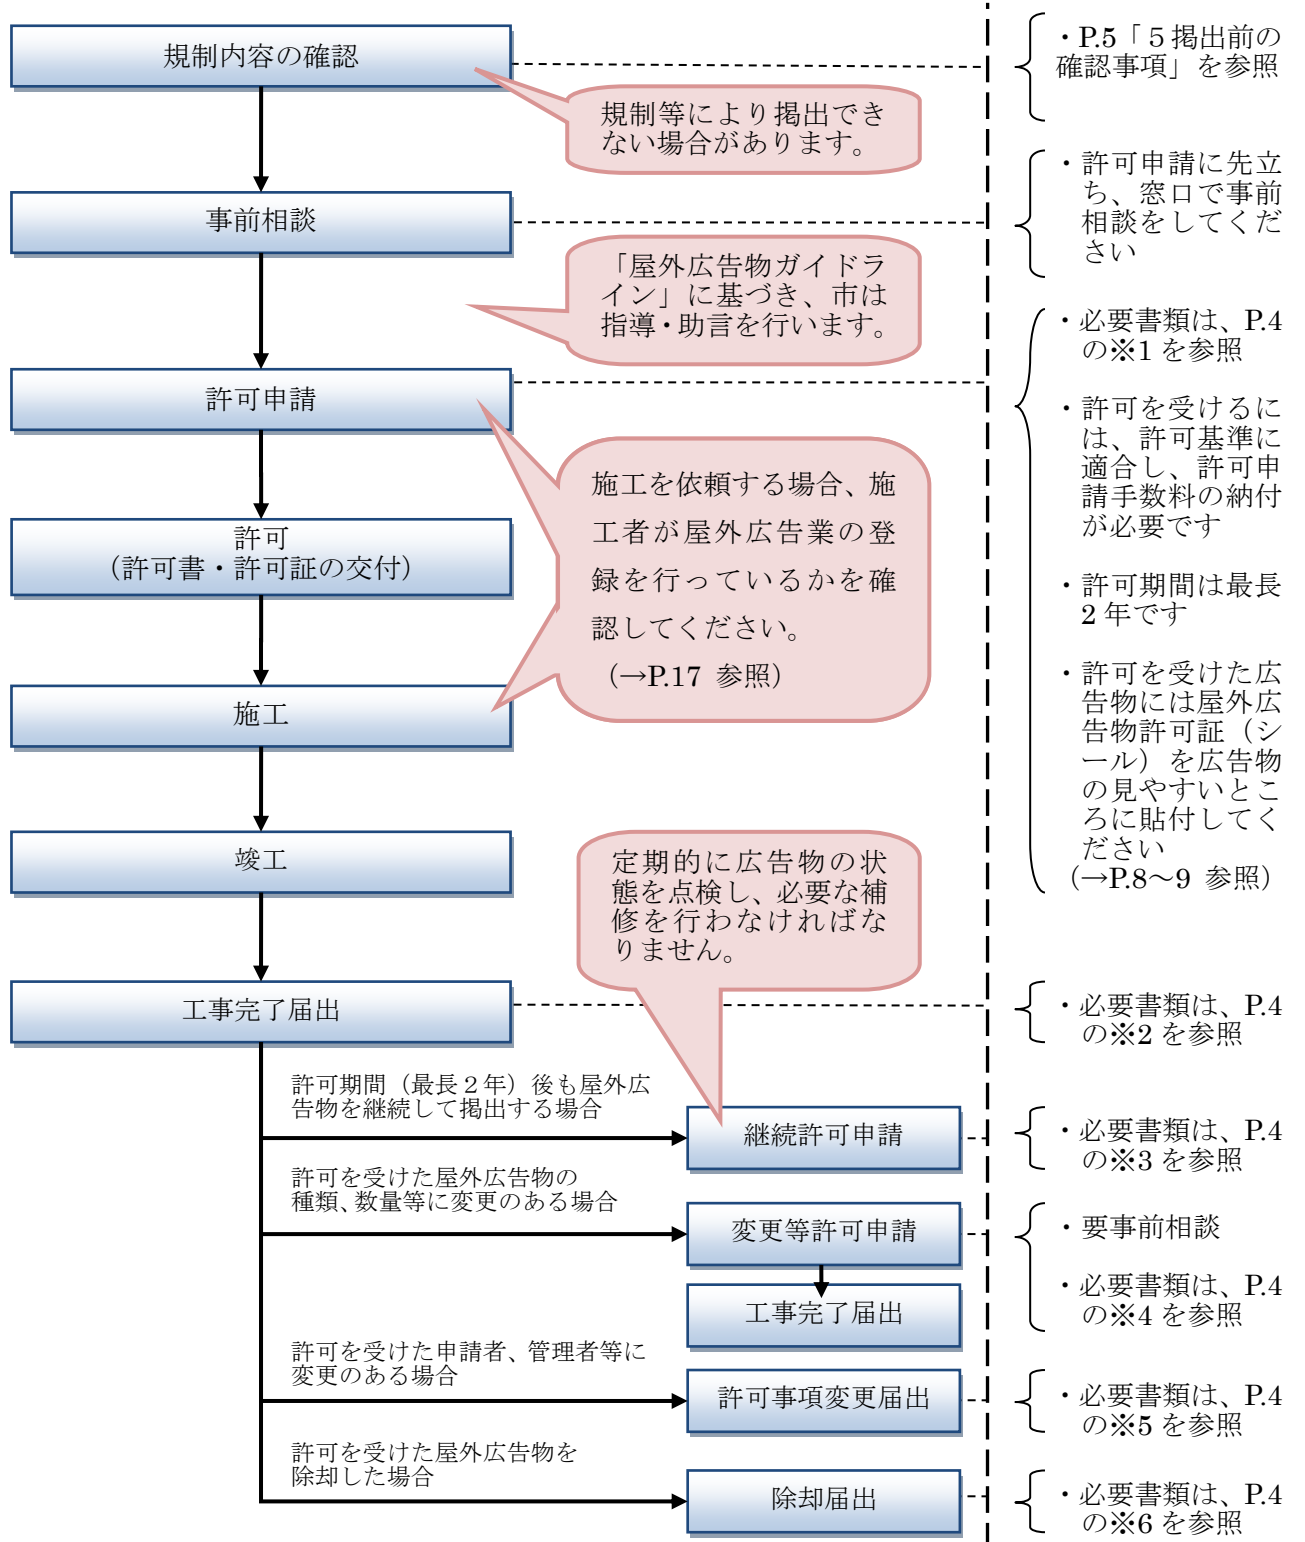 規制内容の確認
規制等により掲出でき
ない場合があります。
・P.5「５掲出前の
確認事項」を参照
事前相談
・許可申請に先立
ち、窓口で事前
相談をしてくだ
さい
「屋外広告物ガイドラ
イン」に基づき、市は
指導・助言を行います。
許可申請
・必要書類は、P.4
の※1 を参照
・許可を受けるに
は、許可基準に
適合し、許可申
請手数料の納付
が必要です
・許可期間は最長
2 年です
・許可を受けた広
告物には屋外広
告物許可証（シ
ール）を広告物
の見やすいとこ
ろに貼付してく
ださい
（→P.8～9 参照）
施工を依頼する場合、施
工者が屋外広告業の登
録を行っているかを確
認してください。
（→P.17 参照）
許可
（許可書・許可証の交付）
施工
竣工
定期的に広告物の状
態を点検し、必要な補
修を行わなければな
りません。
工事完了届出
・必要書類は、P.4
の※2 を参照
許可期間（最長２年）後も屋外広
告物を継続して掲出する場合
継続許可申請
・必要書類は、P.4
の※3 を参照
許可を受けた屋外広告物の
種類、数量等に変更のある場合
変更等許可申請
工事完了届出
・要事前相談
・必要書類は、P.4
の※4 を参照
許可を受けた申請者、管理者等に
変更のある場合
許可事項変更届出
・必要書類は、P.4
の※5 を参照
許可を受けた屋外広告物を
除却した場合
除却届出
・必要書類は、P.4
の※6 を参照